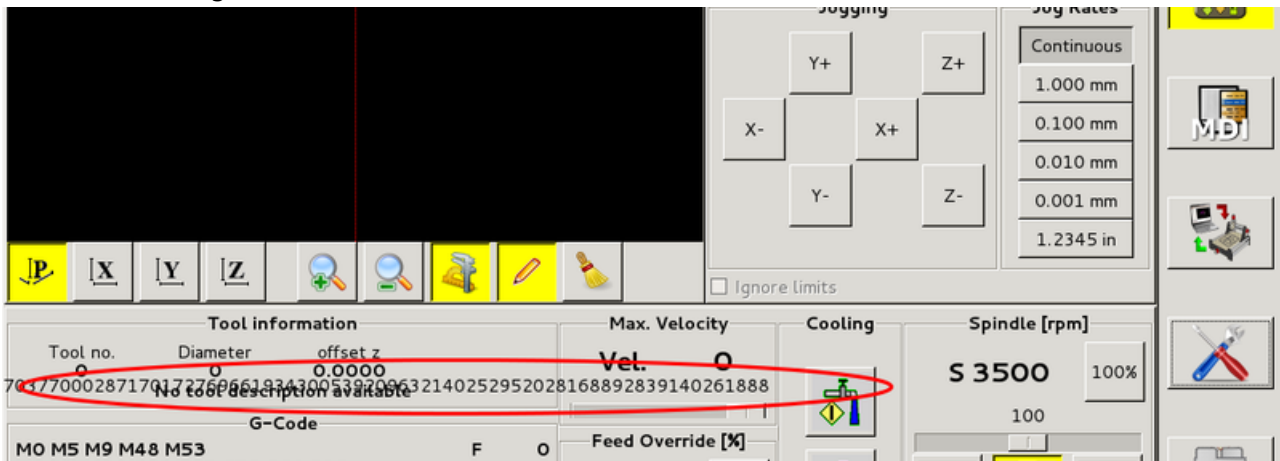 Jogging
Jog Rates
Continuous
Y+
Z+
1.000 mm
X-
X+
0.100 mm
MDI
0.010 mm
Y-
Z-
0.001 mm
1.2345 in
P
X
Y
Z
Ignore limits
Tool information
Max. Velocity
Cooling
Spindle [rpm]
Tool no.
Diameter
offset z
0
0
0.0000
Vel.
0
S 3500
100%
No tool description available
100
G-Code
Feed Override [%]
M0 M5 M9 M48 M53
F
0